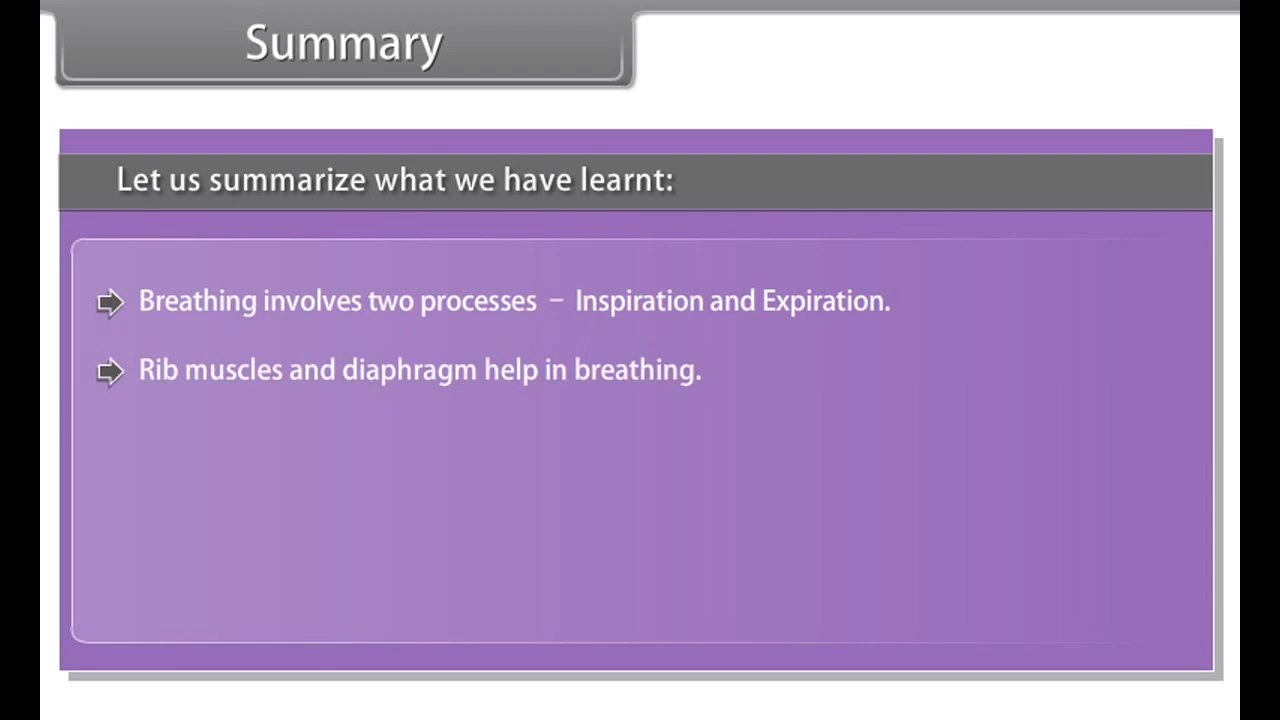 Summary
Let us summarize what we have learnt:
Breathing involves two processes – Inspiration and Expiration.
Rib muscles and diaphragm help in breathing.